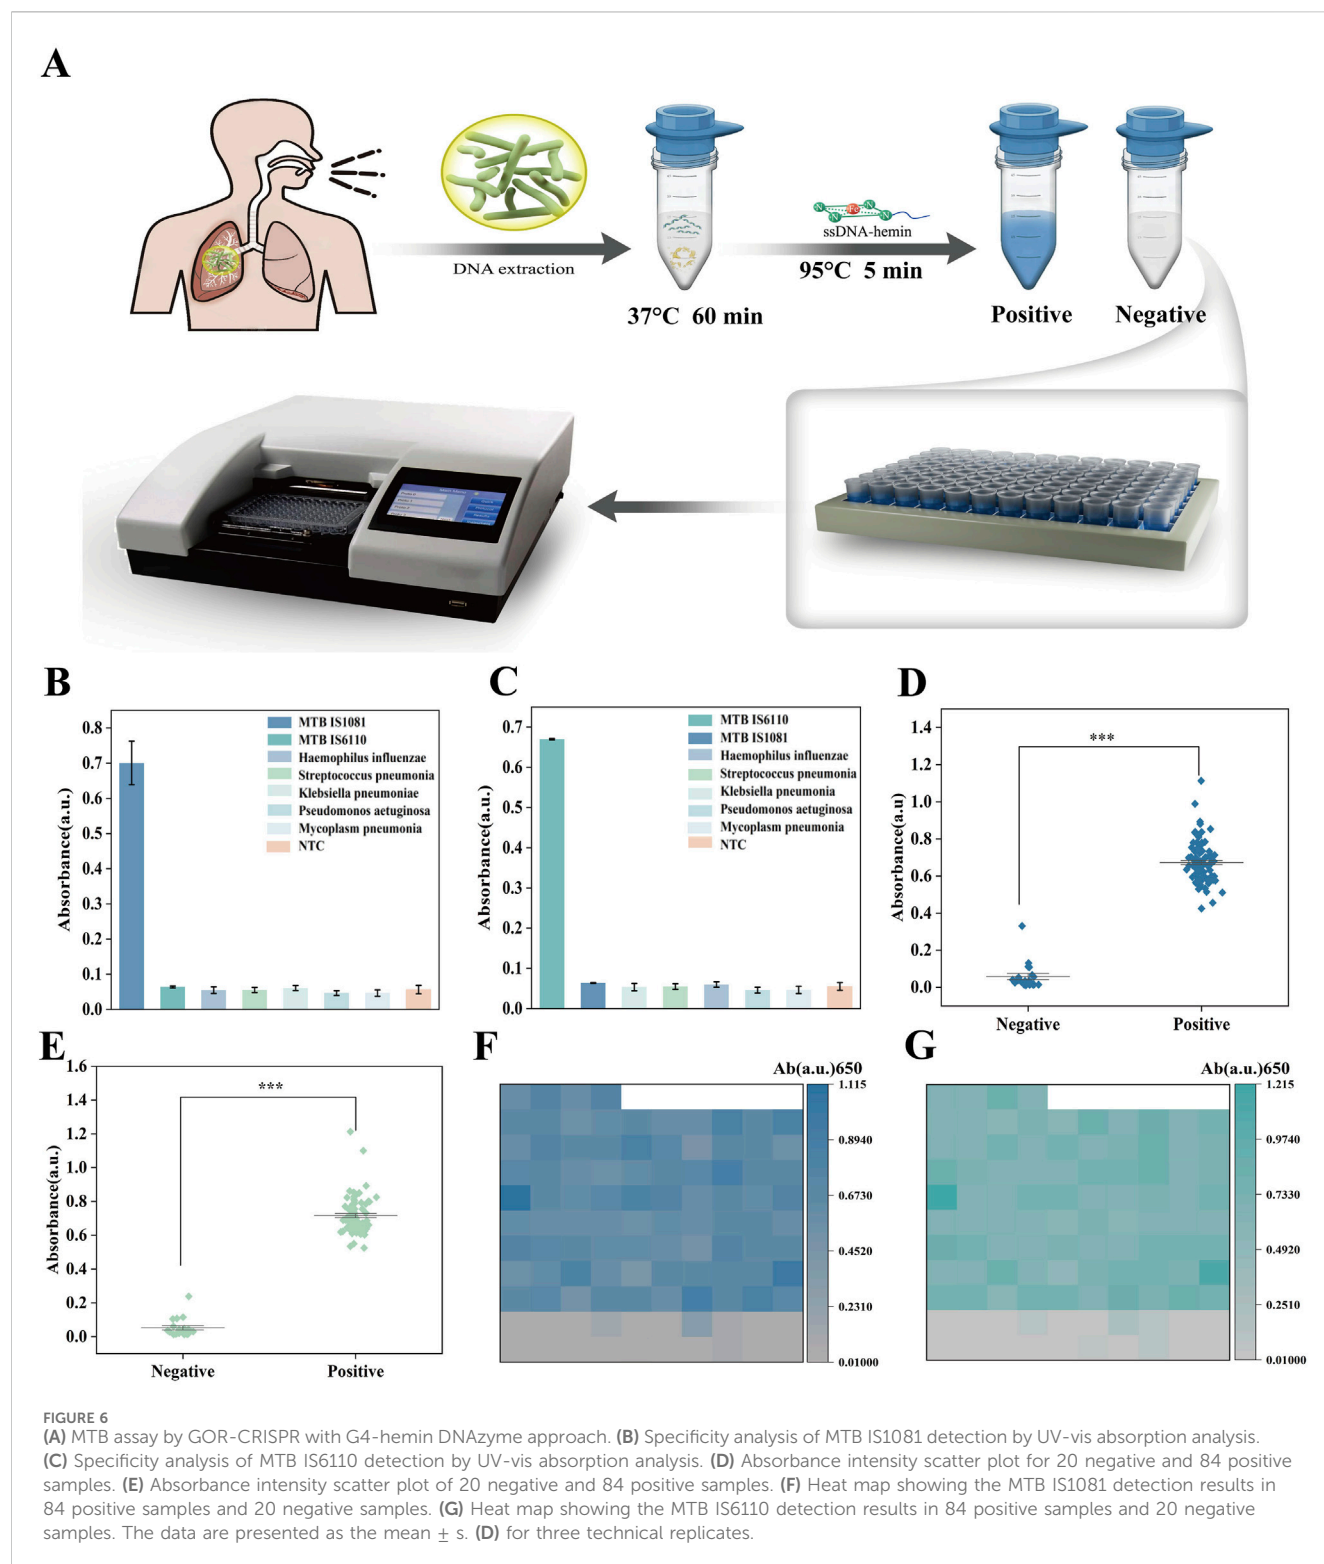 A
N
N
Fe
N
N
ssDNA-hemin
DNA extraction
95°C 5 min
37°C 60 min
Positive
Negative
B
Absorbance(a.u.)
0.8
0.7
0.6
0.5
0.4
0.3
0.2
0.1
0.0
MTB IS1081
MTB IS6110
Haemophilus influenzae
Streptococcus pneumonia
Klebsiella pneumoniae
Pseudomonos aetuginosa
Mycoplasm pneumonia
NTC
C
Absorbance(a.u.)
0.7
0.6
0.5
0.4
0.3
0.2
0.1
0.0
MTB IS6110
MTB IS1081
Haemophilus influenzae
Streptococcus pneumonia
Klebsiella pneumonia
Pseudomonos aetuginosa
Mycoplasm pneumonia
NTC
D
Absorbance(a.u)
1.4
1.2
1.0
0.8
0.6
0.4
0.2
0.0
***
Negative
Positive
E
Absorbance(a.u.)
1.6
1.4
1.2
1.0
0.8
0.6
0.4
0.2
0.0
***
Negative
Positive
F
Ab(a.u.)650
1.115
0.8940
0.6730
0.4520
0.2310
0.01000
G
Ab(a.u.)650
1.215
0.9740
0.7330
0.4920
0.2510
0.01000
FIGURE 6
(A) MTB assay by GOR-CRISPR with G4-hemin DNAzyme approach. (B) Specificity analysis of MTB IS1081 detection by UV-vis absorption analysis.
(C) Specificity analysis of MTB IS6110 detection by UV-vis absorption analysis. (D) Absorbance intensity scatter plot for 20 negative and 84 positive
samples. (E) Absorbance intensity scatter plot of 20 negative and 84 positive samples. (F) Heat map showing the MTB IS1081 detection results in
84 positive samples and 20 negative samples. (G) Heat map showing the MTB IS6110 detection results in 84 positive samples and 20 negative
samples. The data are presented as the mean ± s. (D) for three technical replicates.